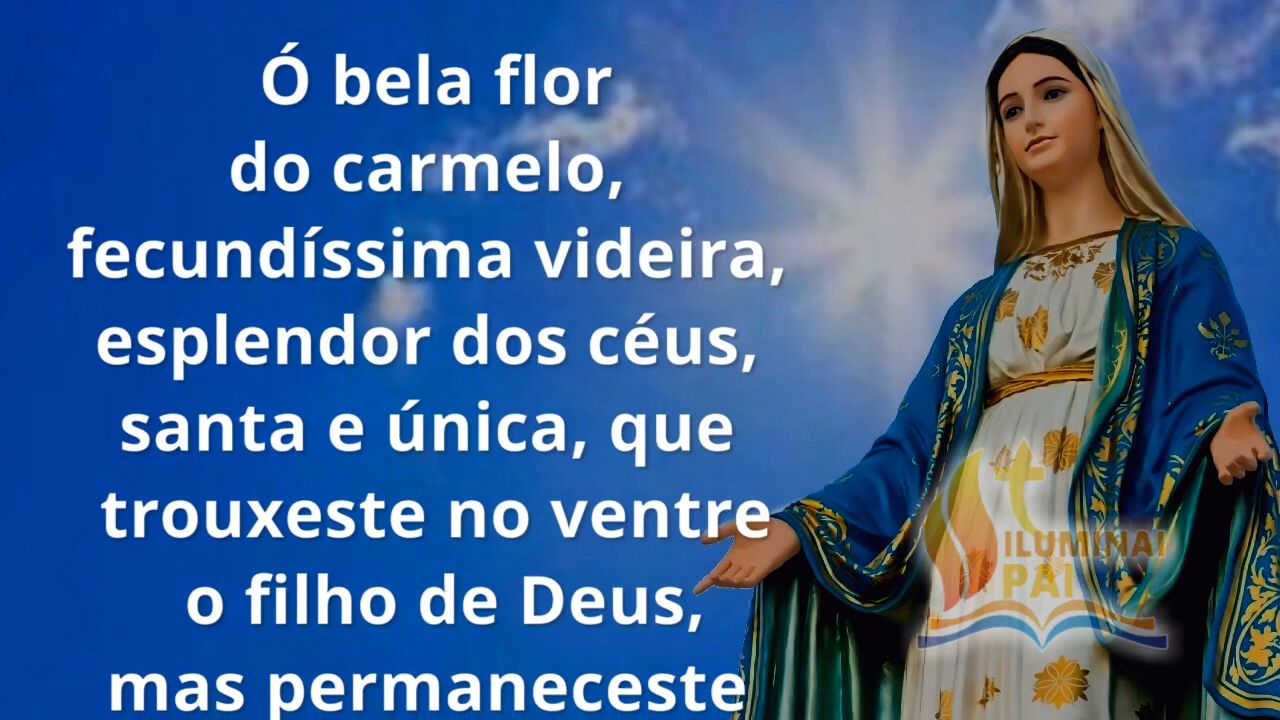 Ó bela flor
do carmelo,
fecundíssima videira,
esplendor dos céus,
santa e única, que
trouxeste no ventre
o filho de Deus,
mas permaneceste
ILUMINAI
PAI